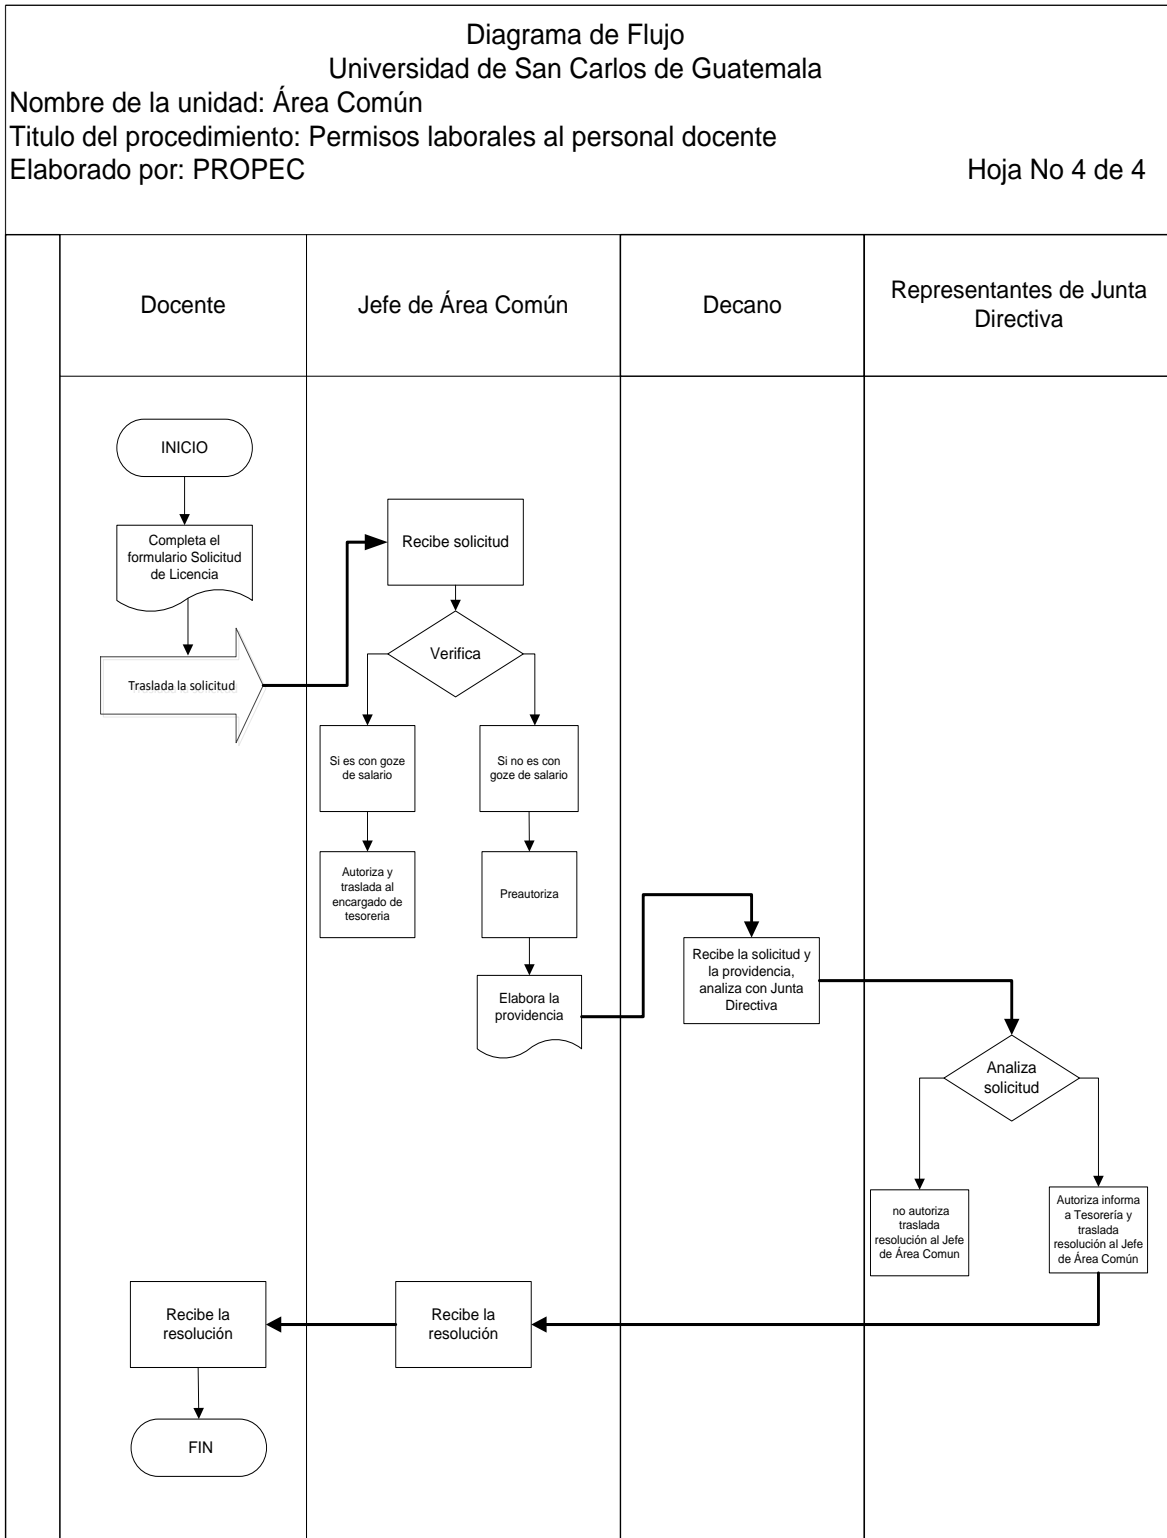 Diagrama de Flujo
Universidad de San Carlos de Guatemala
Nombre de la unidad: Área Común
Titulo del procedimiento: Permisos laborales al personal docente
Elaborado por: PROPEC
Hoja No 4 de 4
Docente
Jefe de Área Común
Decano
Representantes de Junta
Directiva
INICIO
Completa el
formulario Solicitud
de Licencia
Traslada la solicitud
Recibe solicitud
Verifica
Si es con goze
de salario
Si no es con
goze de salario
Autoriza y
traslada al
encargado de
tesoreria
Preautoriza
Elabora la
providencia
Recibe la solicitud y
la providencia,
analiza con Junta
Directiva
Analiza
solicitud
no autoriza
traslada
resolución al Jefe
de Área Comun
Autoriza informa
a Tesorería y
traslada
resolución al Jefe
de Área Común
Recibe la
resolución
Recibe la
resolución
FIN